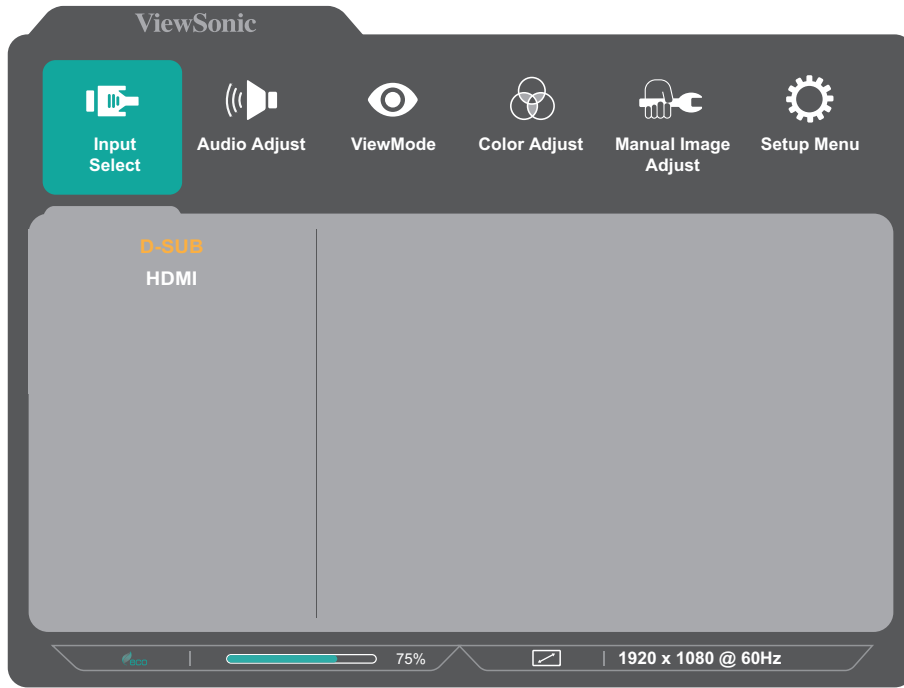 ViewSonic
Input
Select
Audio Adjust
ViewMode
Color Adjust
Manual Image
Adjust
Setup Menu
D-SUB
HDMI
eco
75%
1920 x 1080 @ 60Hz